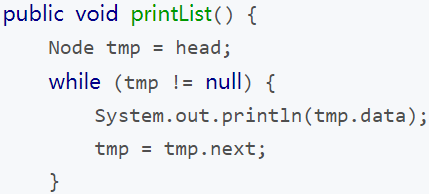 public void printList() {
    Node tmp = head;
    while (tmp != null) {
        System.out.println(tmp.data);
        tmp = tmp.next;
    }